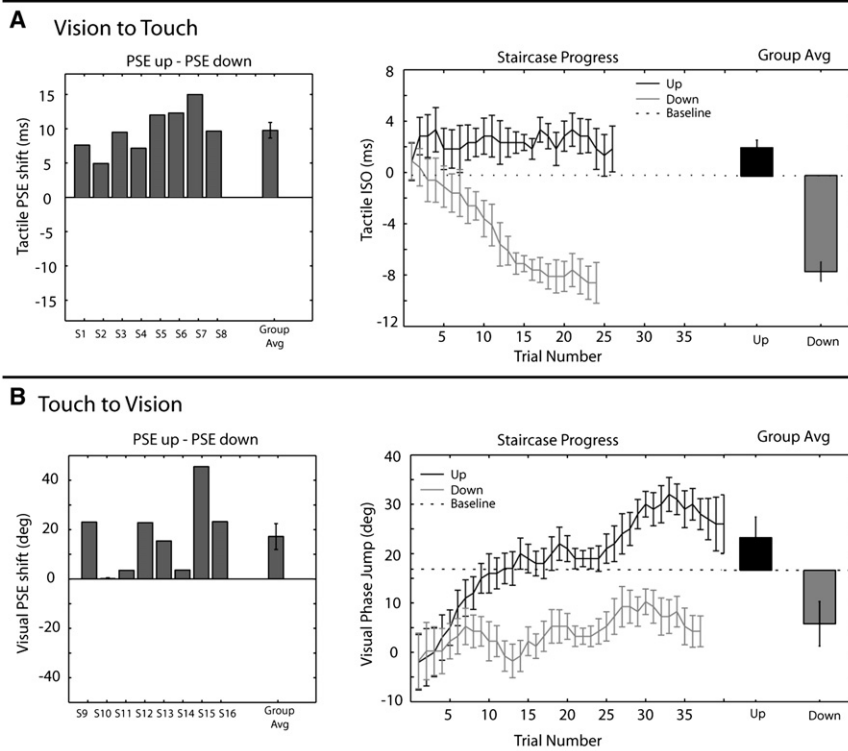 A
Vision to Touch
PSE up - PSE down
Tactile PSE shift (ms)
15
10
5
0
-5
-10
-15
S1 S2 S3 S4 S5 S6 S7 S8 Group Avg
Staircase Progress
Group Avg
Up
Down
Baseline
Tactile ISO (ms)
8
4
0
-4
-8
-12
5 10 15 20 25 30 35
Trial Number
Up Down
B
Touch to Vision
PSE up - PSE down
Visual PSE shift (deg)
40
20
0
-20
-40
S9 S10 S11 S12 S13 S14 S15 S16 Group Avg
Staircase Progress
Group Avg
Up
Down
Baseline
Visual Phase Jump (deg)
40
30
20
10
0
-10
5 10 15 20 25 30 35
Trial Number
Up Down